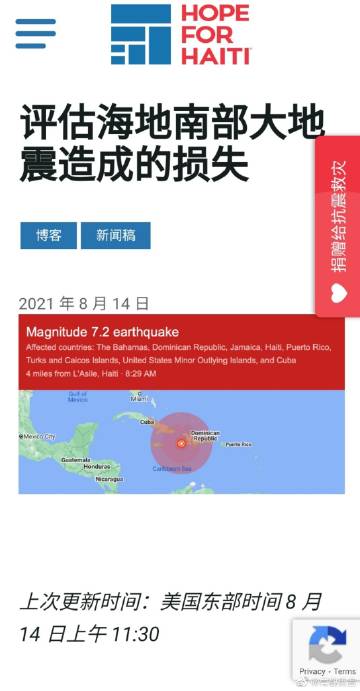 HOPE
FOR
HAITI
评估海地南部大地
震造成的损失
捐赠给抗震救灾
博客
新闻稿
2021 年 8 月 14 日
Magnitude 7.2 earthquake
Affected countries: The Bahamas, Dominican Republic, Jamaica, Haiti, Puerto Rico,
Turks and Caicos Islands, United States Minor Outlying Islands, and Cuba
4 miles from L'Asile, Haiti · 8:29 AM
Gulf of
Mexico
Miami
Mexico City
Cuba
Dominican
Republic
Puerto Rico
Guatemala
Honduras
Caribbean Sea
Nicaragua
上次更新时间：美国东部时间 8 月
14 日上午 11:30
Privacy - Terms